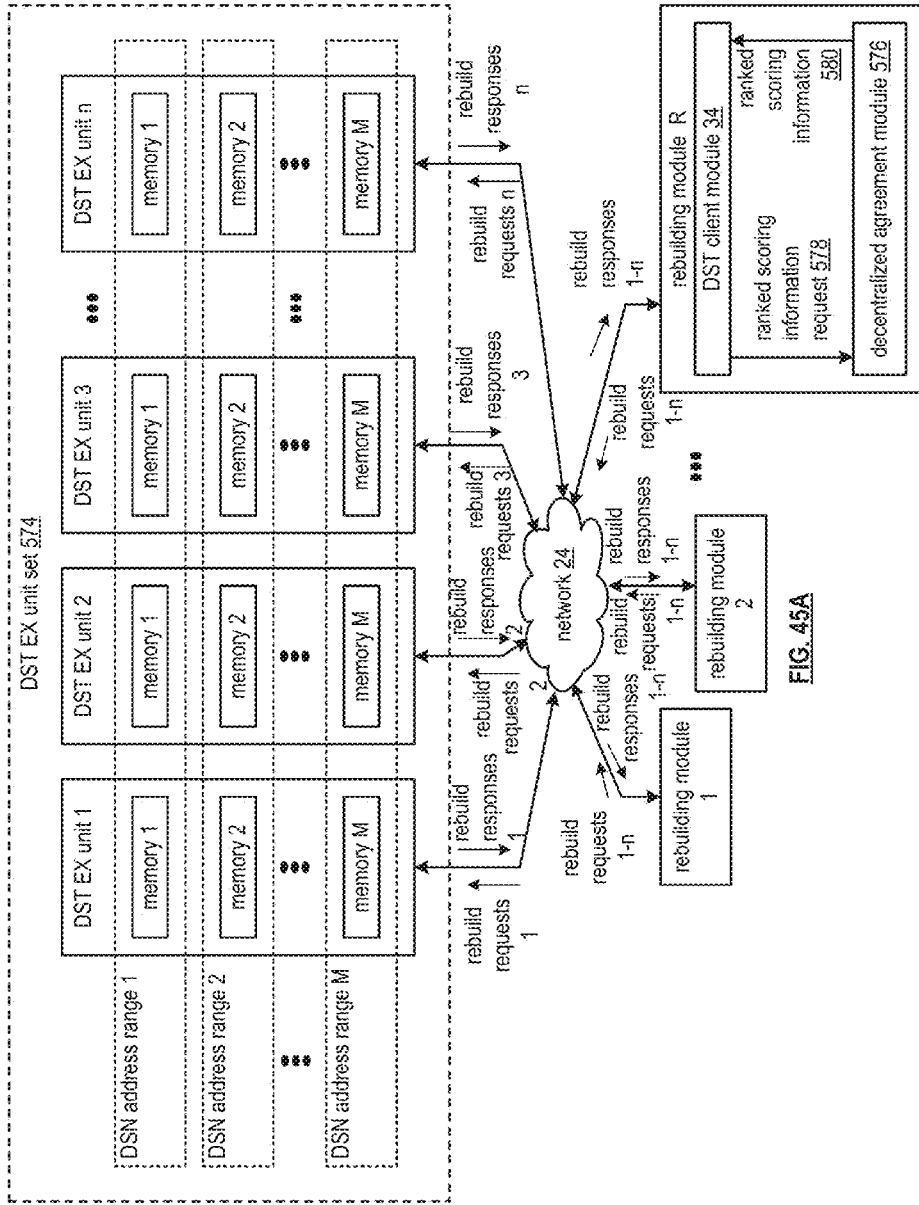 DST EX unit set 574
DST EX unit 1
memory 1
memory 2
memory M
DST EX unit 2
memory 1
memory 2
memory M
DST EX unit 3
memory 1
memory 2
memory M
DST EX unit n
memory 1
memory 2
memory M
DSN address range 1
DSN address range 2
DSN address range M
rebuild
requests
1
rebuild
responses
1
rebuild
requests
2
rebuild
responses
2
rebuild
requests 3
rebuild
responses
3
rebuild
requests n
rebuild
responses
n
network 24
rebuild
requests
1-n
rebuild
responses
1-n
rebuild
requests
1-n
rebuild
responses
1-n
rebuild
requests
1-n
rebuild
responses
1-n
rebuilding module
1
rebuilding module
2
rebuilding module R
DST client module 34
ranked scoring
information
request 578
ranked
scoring
information
580
decentralized agreement module 576
FIG. 45A